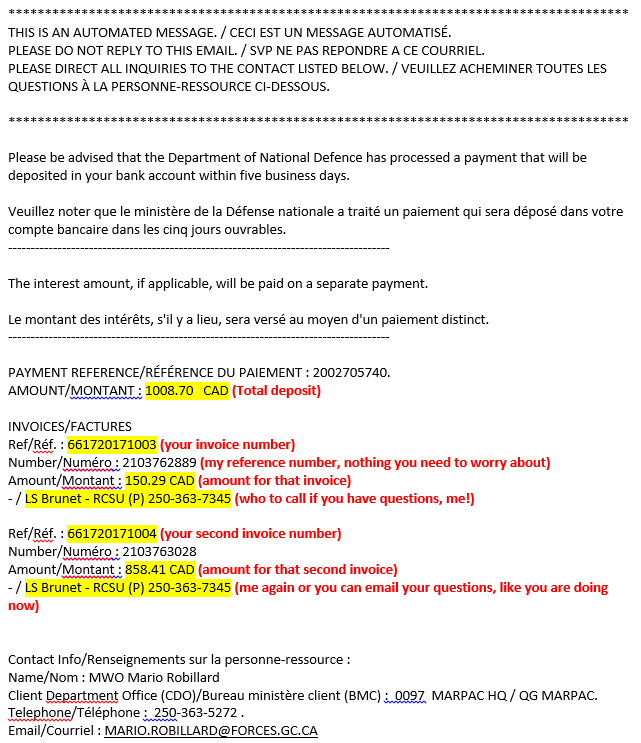 *****************************************************************************************
THIS IS AN AUTOMATED MESSAGE. / CECI EST UN MESSAGE AUTOMATISÉ.
PLEASE DO NOT REPLY TO THIS EMAIL. / SVP NE PAS REPONDRE A CE COURRIEL.
PLEASE DIRECT ALL INQUIRIES TO THE CONTACT LISTED BELOW. / VEUILLEZ ACHEMINER TOUTES LES
QUESTIONS À LA PERSONNE-RESSOURCE CI-DESSOUS.
*****************************************************************************************
Please be advised that the Department of National Defence has processed a payment that will be
deposited in your bank account within five business days.
Veuillez noter que le ministère de la Défense nationale a traité un paiement qui sera déposé dans votre
compte bancaire dans les cinq jours ouvrables.
--------------------------------------------------------------------------------------
The interest amount, if applicable, will be paid on a separate payment.
Le montant des intérêts, s'il y a lieu, sera versé au moyen d'un paiement distinct.
--------------------------------------------------------------------------------------
PAYMENT REFERENCE/RÉFÉRENCE DU PAIEMENT : 2002705740.
AMOUNT/MONTANT : 1008.70 CAD (Total deposit)
INVOICES/FACTURES
Ref/Réf. : 661720171003 (your invoice number)
Number/Numéro : 2103762889 (my reference number, nothing you need to worry about)
Amount/Montant : 150.29 CAD (amount for that invoice)
- / LS Brunet - RCSU (P) 250-363-7345 (who to call if you have questions, me!)
Ref/Réf. : 661720171004 (your second invoice number)
Number/Numéro : 2103763028
Amount/Montant : 858.41 CAD (amount for that second invoice)
- / LS Brunet - RCSU (P) 250-363-7345 (me again or you can email your questions, like you are doing
now)
Contact Info/Renseignements sur la personne-ressource :
Name/Nom : MWO Mario Robillard
Client Department Office (CDO)/Bureau ministère client (BMC) : 0097 MARPAC HQ / QG MARPAC.
Telephone/Téléphone : 250-363-5272 .
Email/Courriel : MARIO.ROBILLARD@FORCES.GC.CA